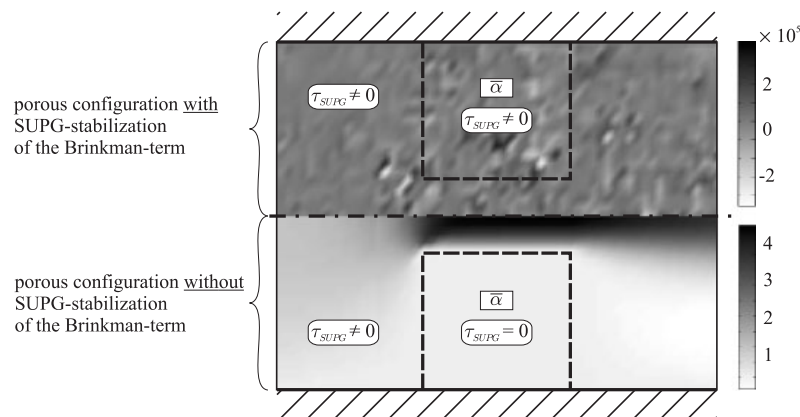 × 10⁵
porous configuration with
SUPG-stabilization
of the Brinkman-term
τSUPG ≠ 0
α̅
τSUPG ≠ 0
2
0
-2
porous configuration without
SUPG-stabilization
of the Brinkman-term
τSUPG ≠ 0
α̅
τSUPG = 0
4
3
2
1